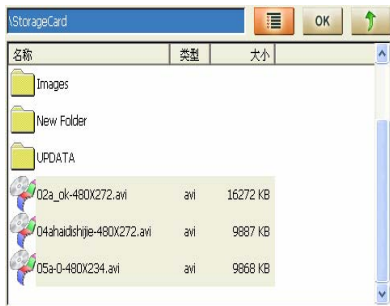 \StorageCard OK
名称 类型 大小
Images
New Folder
UPDATA
02a_ok-480X272.avi avi 16272 KB
04ahaidishijie-480X272.avi avi 9887 KB
05a-0-480X234.avi avi 9868 KB